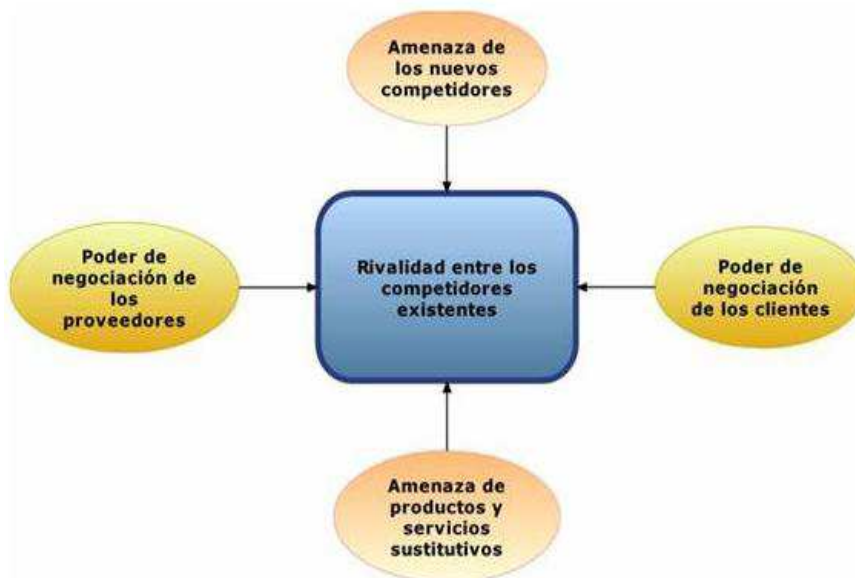 Amenaza de
los nuevos
competidores
Poder de
negociación de
los
proveedores
Rivalidad entre los
competidores
existentes
Poder de
negociación
de los clientes
Amenaza de
productos y
servicios
sustitutivos